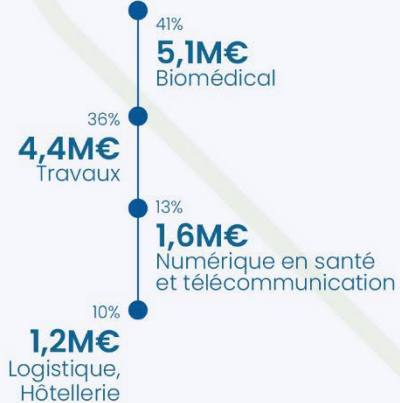 41%
5,1M€
Biomédical
36%
4,4M€
Travaux
13%
1,6M€
Numérique en santé
et télécommunication
10%
1,2M€
Logistique,
Hôtellerie